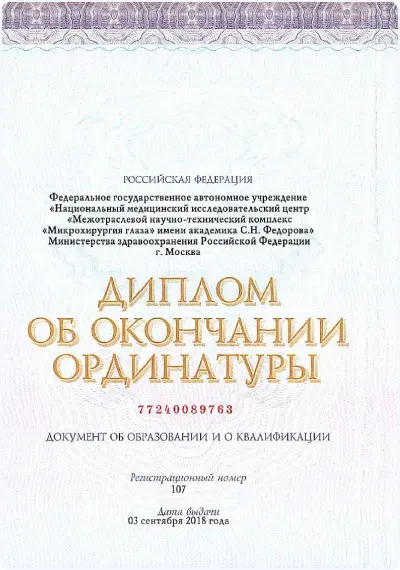 РОССИЙСКАЯ ФЕДЕРАЦИЯ
Федеральное государственное автономное учреждение
«Национальный медицинский исследовательский центр
«Межотраслевой научно-технический комплекс
«Микрохирургия глаза» имени академика С.Н. Федорова»
Министерства здравоохранения Российской Федерации
г. Москва
ДИПЛОМ
ОБ ОКОНЧАНИИ
ОРДИНАТУРЫ
77240089763
ДОКУМЕНТ ОБ ОБРАЗОВАНИИ И О КВАЛИФИКАЦИИ
Регистрационный номер
107
Дата выдачи
03 сентября 2018 года